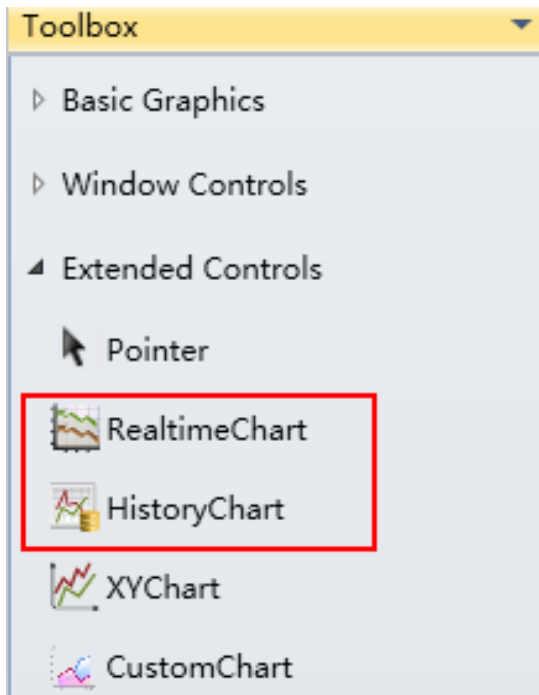 Toolbox
Basic Graphics
Window Controls
Extended Controls
Pointer
RealtimeChart
HistoryChart
XYChart
CustomChart